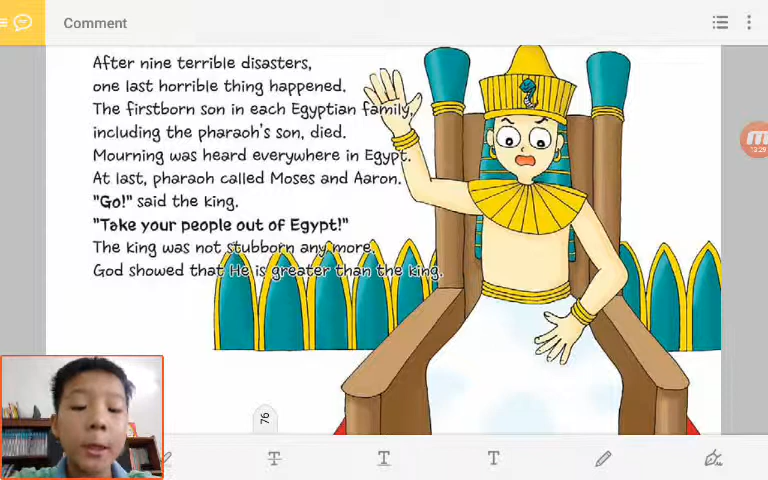 Comment
After nine terrible disasters,
one last horrible thing happened.
The firstborn son in each Egyptian family,
including the pharaoh's son, died.
Mourning was heard everywhere in Egypt.
At last, pharaoh called Moses and Aaron.
"Go!" said the king.
"Take your people out of Egypt!"
The king was not stubborn any more.
God showed that He is greater than the king.
76
13:29